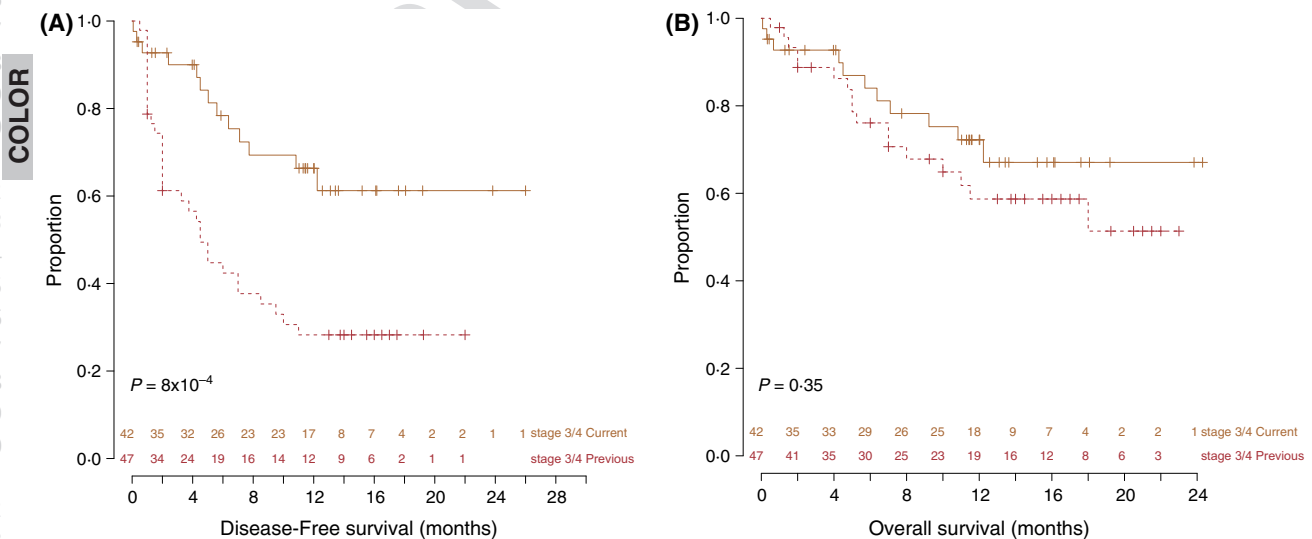 COLOR
(A)
1·0
0·8
0·6
0·4
0·2
0·0
Proportion
P = 8x10⁻⁴
42 35 32 26 23 23 17 8 7 4 2 2 1 1 stage 3/4 Current
47 34 24 19 16 14 12 9 6 2 1 1 stage 3/4 Previous
0 4 8 12 16 20 24 28
Disease-Free survival (months)
(B)
1·0
0·8
0·6
0·4
0·2
0·0
Proportion
P = 0·35
42 35 33 29 26 25 18 9 7 4 2 2 1 stage 3/4 Current
47 41 35 30 25 23 19 16 12 8 6 3 stage 3/4 Previous
0 4 8 12 16 20 24
Overall survival (months)